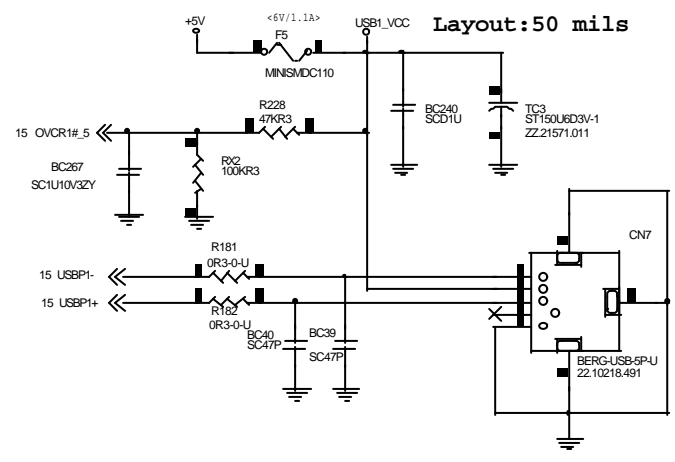 +5V
<6V/1.1A>
F5
MINISMDC110
USB1_VCC
Layout:50 mils
R228
47KR3
BC240
SCD1U
TC3
ST150U6D3V-1
ZZ.21571.011
15 OVCR1#_5
BC267
SC1U10V3ZY
RX2
100KR3
CN7
R181
0R3-0-U
15 USBP1-
15 USBP1+
R182
0R3-0-U
BC40
SC47P
BC39
SC47P
BERG-USB-5P-U
22.10218.491